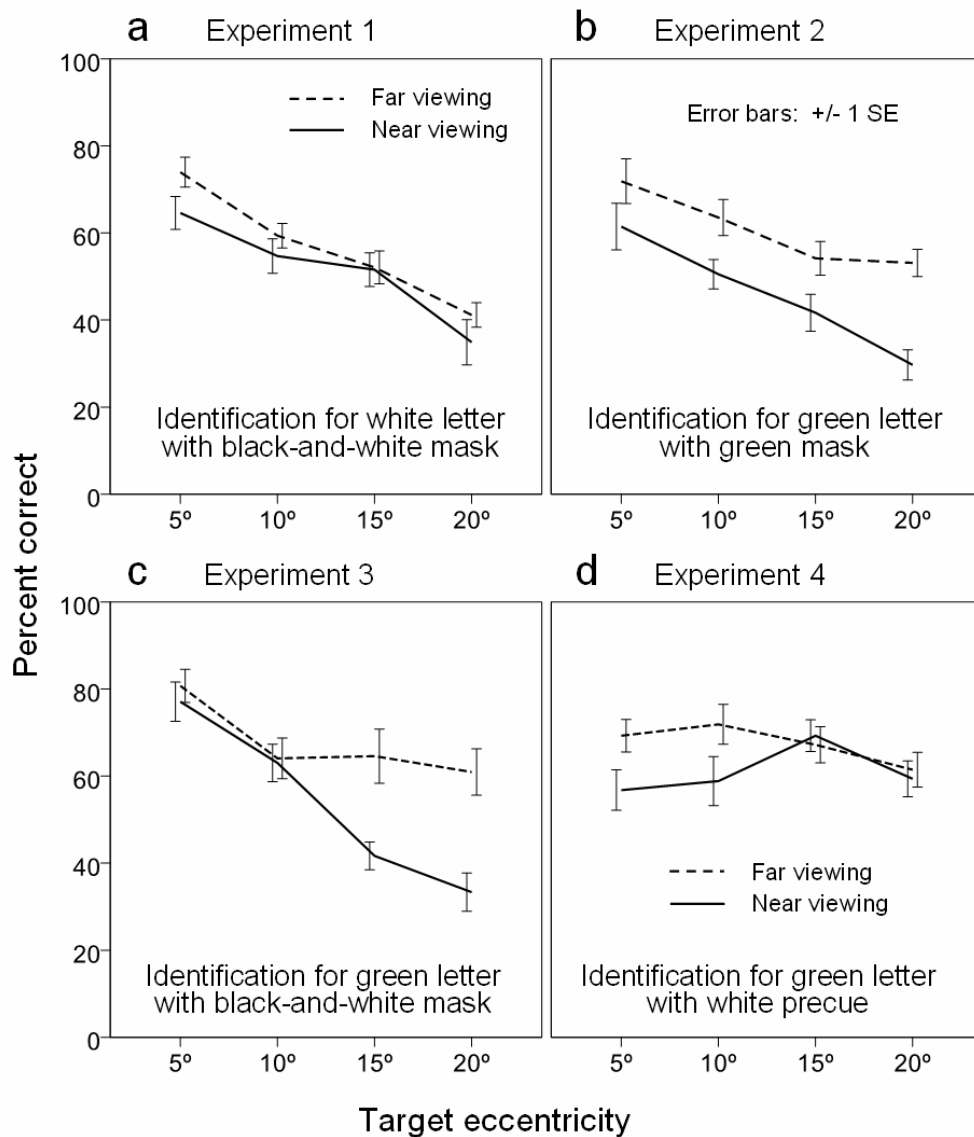 a Experiment 1
b Experiment 2
100
80
60
40
20
0
Far viewing
Near viewing
Error bars: +/- 1 SE
Identification for white letter
with black-and-white mask
Identification for green letter
with green mask
5º 10º 15º 20º
5º 10º 15º 20º
c Experiment 3
d Experiment 4
100
80
60
40
20
0
Far viewing
Near viewing
Identification for green letter
with black-and-white mask
Identification for green letter
with white precue
5º 10º 15º 20º
5º 10º 15º 20º
Percent correct
Target eccentricity